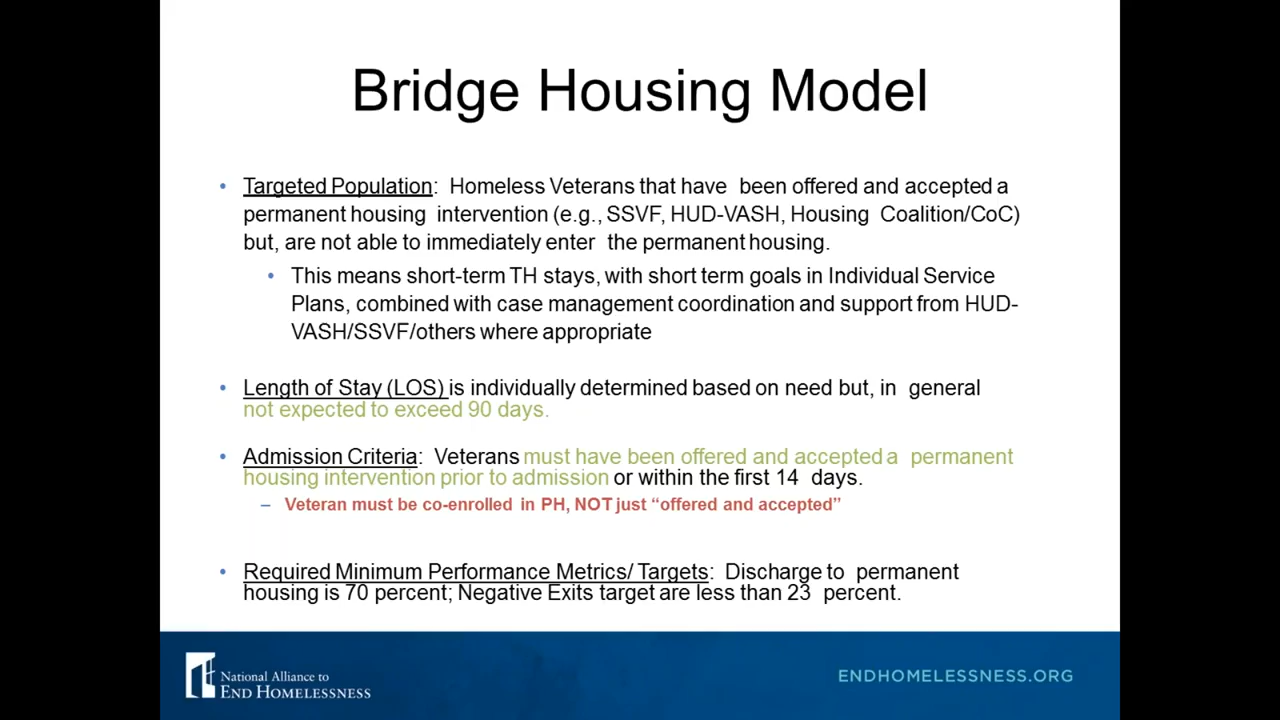 Bridge Housing Model
• Targeted Population: Homeless Veterans that have been offered and accepted a
permanent housing intervention (e.g., SSVF, HUD-VASH, Housing Coalition/CoC)
but, are not able to immediately enter the permanent housing.
• This means short-term TH stays, with short term goals in Individual Service
Plans, combined with case management coordination and support from HUD-
VASH/SSVF/others where appropriate
• Length of Stay (LOS) is individually determined based on need but, in general
not expected to exceed 90 days.
• Admission Criteria: Veterans must have been offered and accepted a permanent
housing intervention prior to admission or within the first 14 days.
– Veteran must be co-enrolled in PH, NOT just “offered and accepted”
• Required Minimum Performance Metrics/ Targets: Discharge to permanent
housing is 70 percent; Negative Exits target are less than 23 percent.
National Alliance to
END HOMELESSNESS
ENDHOMELESSNESS.ORG